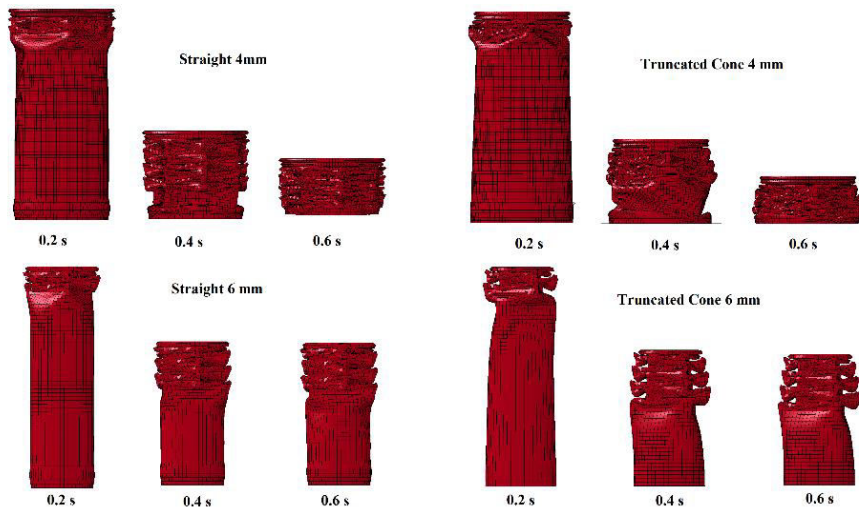 Straight 4mm
Truncated Cone 4 mm
0.2 s
0.4 s
0.6 s
0.2 s
0.4 s
0.6 s
Straight 6 mm
Truncated Cone 6 mm
0.2 s
0.4 s
0.6 s
0.2 s
0.4 s
0.6 s